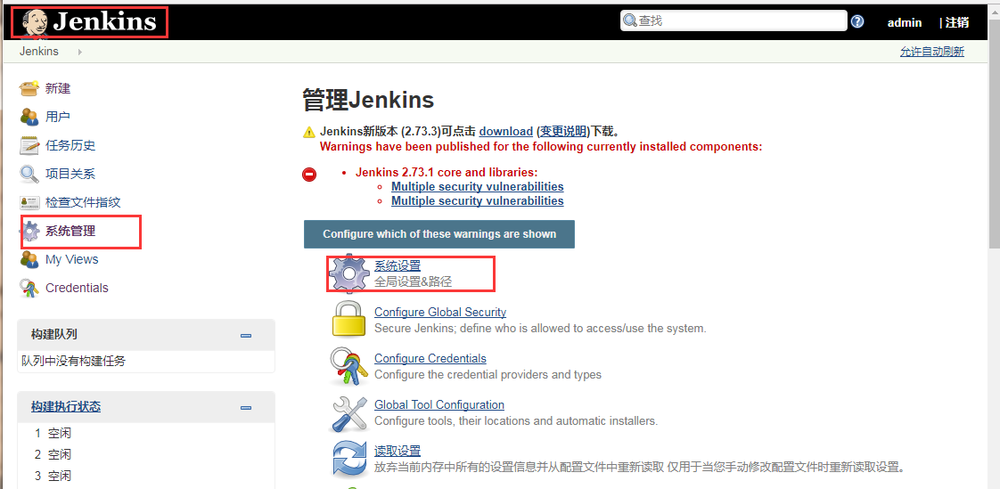 Jenkins
查找
admin | 注销
Jenkins
允许自动刷新
新建
用户
任务历史
项目关系
检查文件指纹
系统管理
My Views
Credentials
构建队列
队列中没有构建任务
构建执行状态
1 空闲
2 空闲
3 空闲
管理Jenkins
Jenkins新版本 (2.73.3)可点击 download (变更说明)下载。
Warnings have been published for the following currently installed components:
Jenkins 2.73.1 core and libraries:
Multiple security vulnerabilities
Multiple security vulnerabilities
Configure which of these warnings are shown
系统设置
全局设置&路径
Configure Global Security
Secure Jenkins; define who is allowed to access/use the system.
Configure Credentials
Configure the credential providers and types
Global Tool Configuration
Configure tools, their locations and automatic installers.
读取设置
放弃当前内存中所有的设置信息并从配置文件中重新读取 仅用于当您手动修改配置文件时重新读取设置。